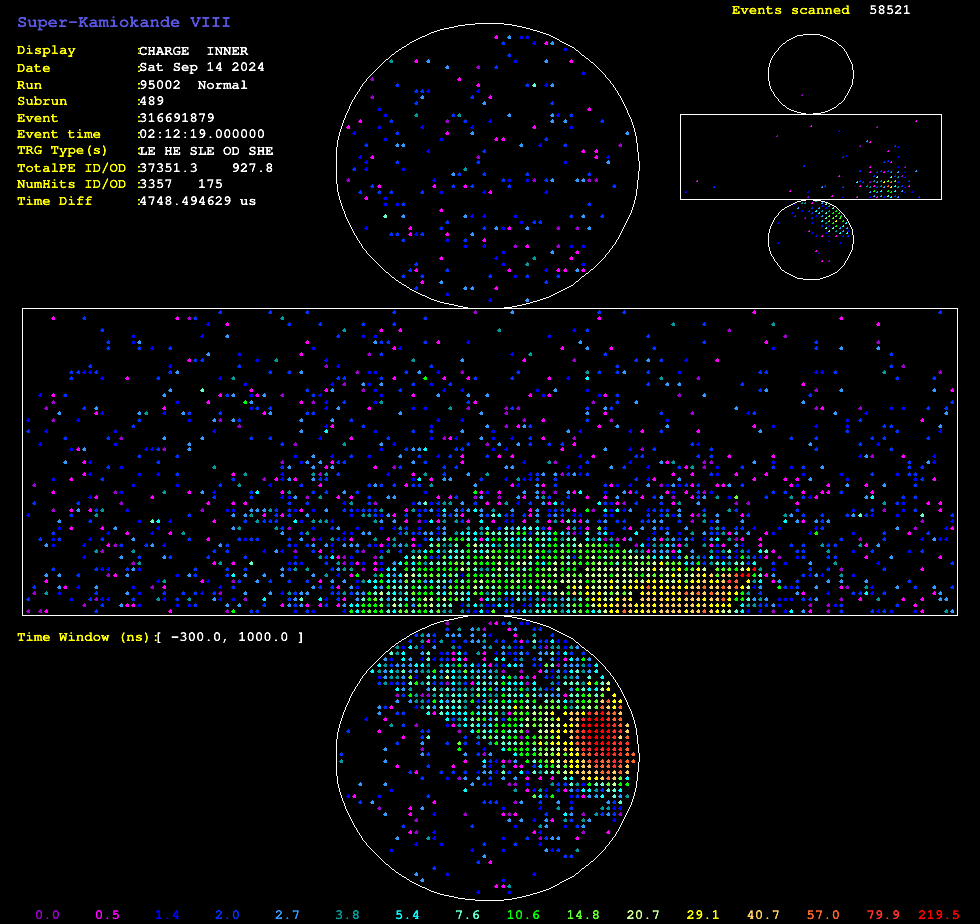 Super-Kamiokande VIII
Display :CHARGE INNER
Date :Sat Sep 14 2024
Run :95002 Normal
Subrun :489
Event :316691879
Event time :02:12:19.000000
TRG Type(s) :LE HE SLE OD SHE
TotalPE ID/OD :37351.3 927.8
NumHits ID/OD :3357 175
Time Diff :4748.494629 us
Events scanned 58521
Time Window (ns):[ -300.0, 1000.0 ]
0.0 0.5 1.4 2.0 2.7 3.8 5.4 7.6 10.6 14.8 20.7 29.1 40.7 57.0 79.9 219.5